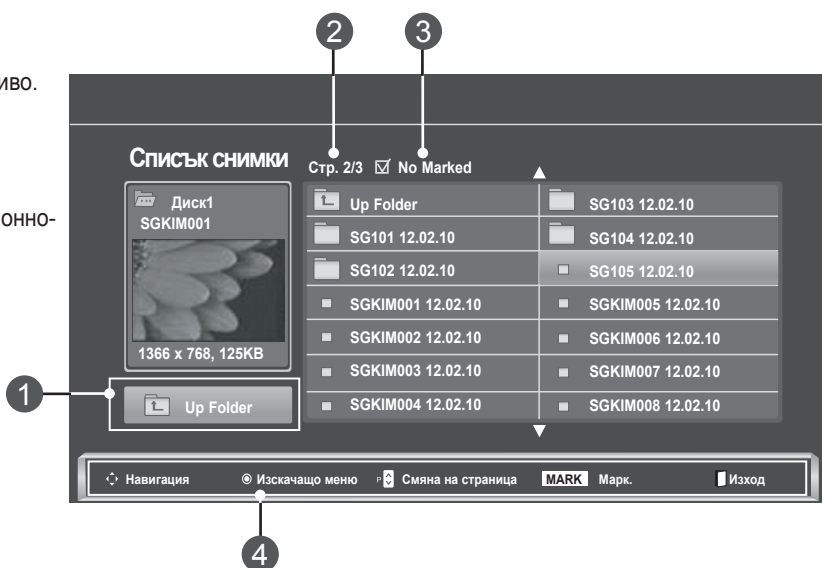 2 3
иво.
Списък снимки Стр. 2/3 No Marked
Диск1
SGKIM001
онно-
Up Folder SG103 12.02.10
SG101 12.02.10 SG104 12.02.10
SG102 12.02.10 SG105 12.02.10
SGKIM001 12.02.10 SGKIM005 12.02.10
SGKIM002 12.02.10 SGKIM006 12.02.10
SGKIM003 12.02.10 SGKIM007 12.02.10
SGKIM004 12.02.10 SGKIM008 12.02.10
1366 x 768, 125KB
1
Up Folder
Навигация Изскачащо меню P Смяна на страница MARK Марк. Изход
4